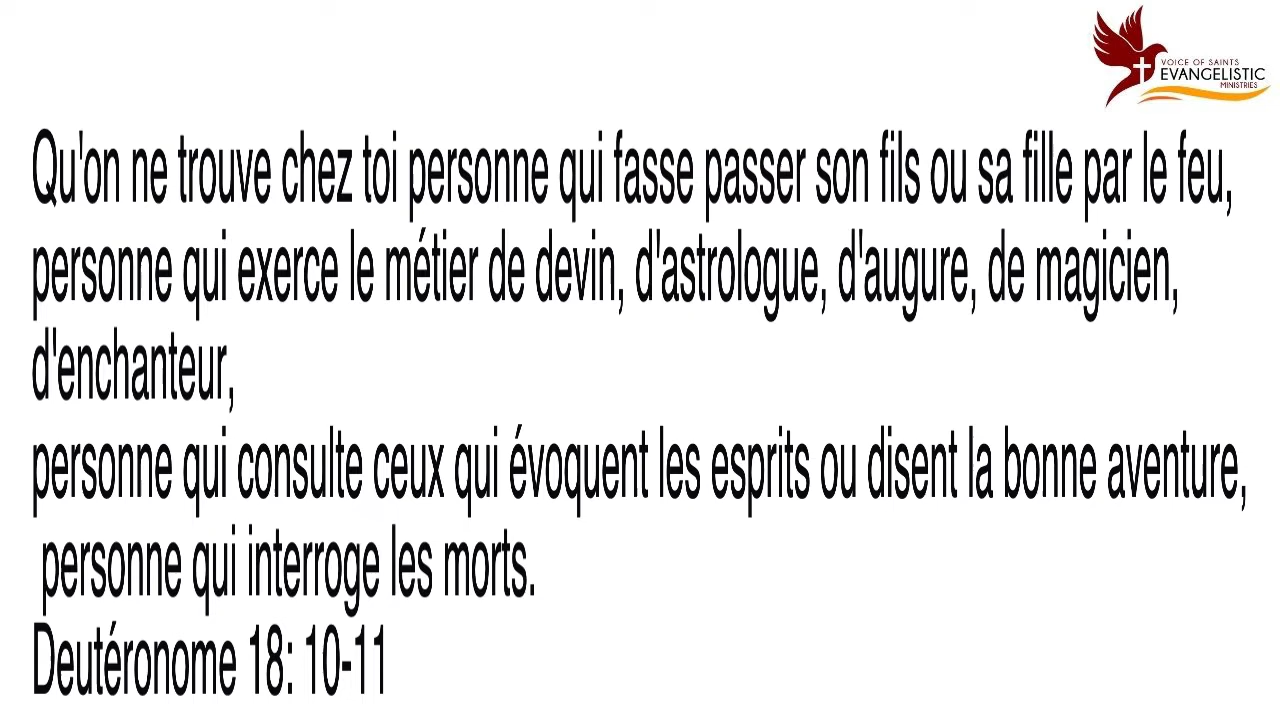 VOICE OF SAINTS
EVANGELISTIC
MINISTRIES
Qu'on ne trouve chez toi personne qui fasse passer son fils ou sa fille par le feu,
personne qui exerce le métier de devin, d'astrologue, d'augure, de magicien,
d'enchanteur,
personne qui consulte ceux qui évoquent les esprits ou disent la bonne aventure,
personne qui interroge les morts.
Deutéronome 18: 10-11